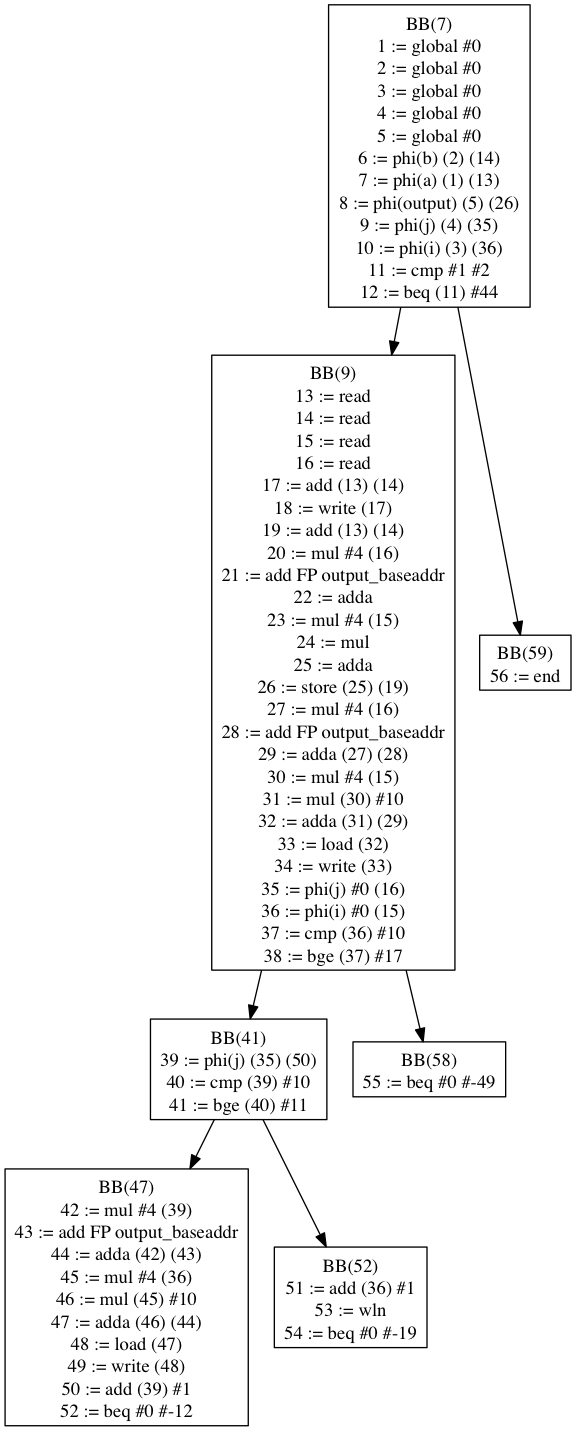 BB(7)
1 := global #0
2 := global #0
3 := global #0
4 := global #0
5 := global #0
6 := phi(b) (2) (14)
7 := phi(a) (1) (13)
8 := phi(output) (5) (26)
9 := phi(j) (4) (35)
10 := phi(i) (3) (36)
11 := cmp #1 #2
12 := beq (11) #44
BB(9)
13 := read
14 := read
15 := read
16 := read
17 := add (13) (14)
18 := write (17)
19 := add (13) (14)
20 := mul #4 (16)
21 := add FP output_baseaddr
22 := adda
23 := mul #4 (15)
24 := mul
25 := adda
26 := store (25) (19)
27 := mul #4 (16)
28 := add FP output_baseaddr
29 := adda (27) (28)
30 := mul #4 (15)
31 := mul (30) #10
32 := adda (31) (29)
33 := load (32)
34 := write (33)
35 := phi(j) #0 (16)
36 := phi(i) #0 (15)
37 := cmp (36) #10
38 := bge (37) #17
BB(59)
56 := end
BB(41)
39 := phi(j) (35) (50)
40 := cmp (39) #10
41 := bge (40) #11
BB(58)
55 := beq #0 #-49
BB(47)
42 := mul #4 (39)
43 := add FP output_baseaddr
44 := adda (42) (43)
45 := mul #4 (36)
46 := mul (45) #10
47 := adda (46) (44)
48 := load (47)
49 := write (48)
50 := add (39) #1
52 := beq #0 #-12
BB(52)
51 := add (36) #1
53 := wln
54 := beq #0 #-19